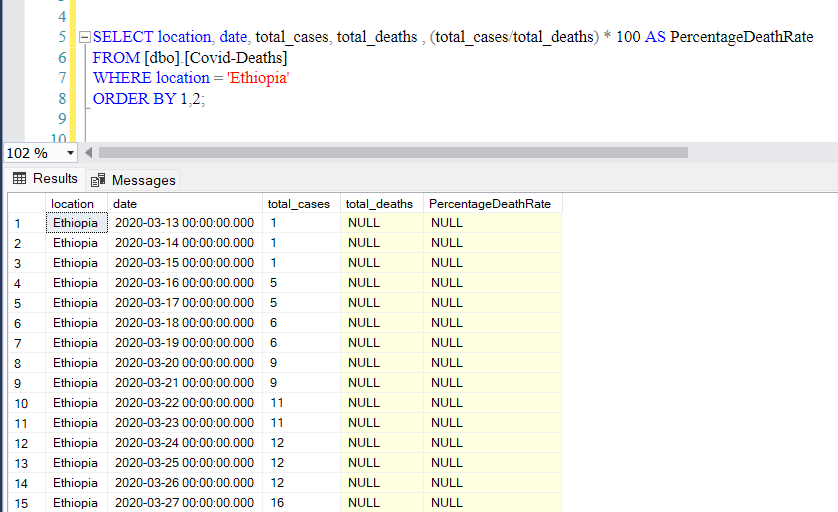 4
5 SELECT location, date, total_cases, total_deaths , (total_cases/total_deaths) * 100 AS PercentageDeathRate
6 FROM [dbo].[Covid-Deaths]
7 WHERE location = 'Ethiopia'
8 ORDER BY 1,2;
9
10
102 %
Results Messages
location date total_cases total_deaths PercentageDeathRate
1 Ethiopia 2020-03-13 00:00:00.000 1 NULL NULL
2 Ethiopia 2020-03-14 00:00:00.000 1 NULL NULL
3 Ethiopia 2020-03-15 00:00:00.000 1 NULL NULL
4 Ethiopia 2020-03-16 00:00:00.000 5 NULL NULL
5 Ethiopia 2020-03-17 00:00:00.000 5 NULL NULL
6 Ethiopia 2020-03-18 00:00:00.000 6 NULL NULL
7 Ethiopia 2020-03-19 00:00:00.000 6 NULL NULL
8 Ethiopia 2020-03-20 00:00:00.000 9 NULL NULL
9 Ethiopia 2020-03-21 00:00:00.000 9 NULL NULL
10 Ethiopia 2020-03-22 00:00:00.000 11 NULL NULL
11 Ethiopia 2020-03-23 00:00:00.000 11 NULL NULL
12 Ethiopia 2020-03-24 00:00:00.000 12 NULL NULL
13 Ethiopia 2020-03-25 00:00:00.000 12 NULL NULL
14 Ethiopia 2020-03-26 00:00:00.000 12 NULL NULL
15 Ethiopia 2020-03-27 00:00:00.000 16 NULL NULL